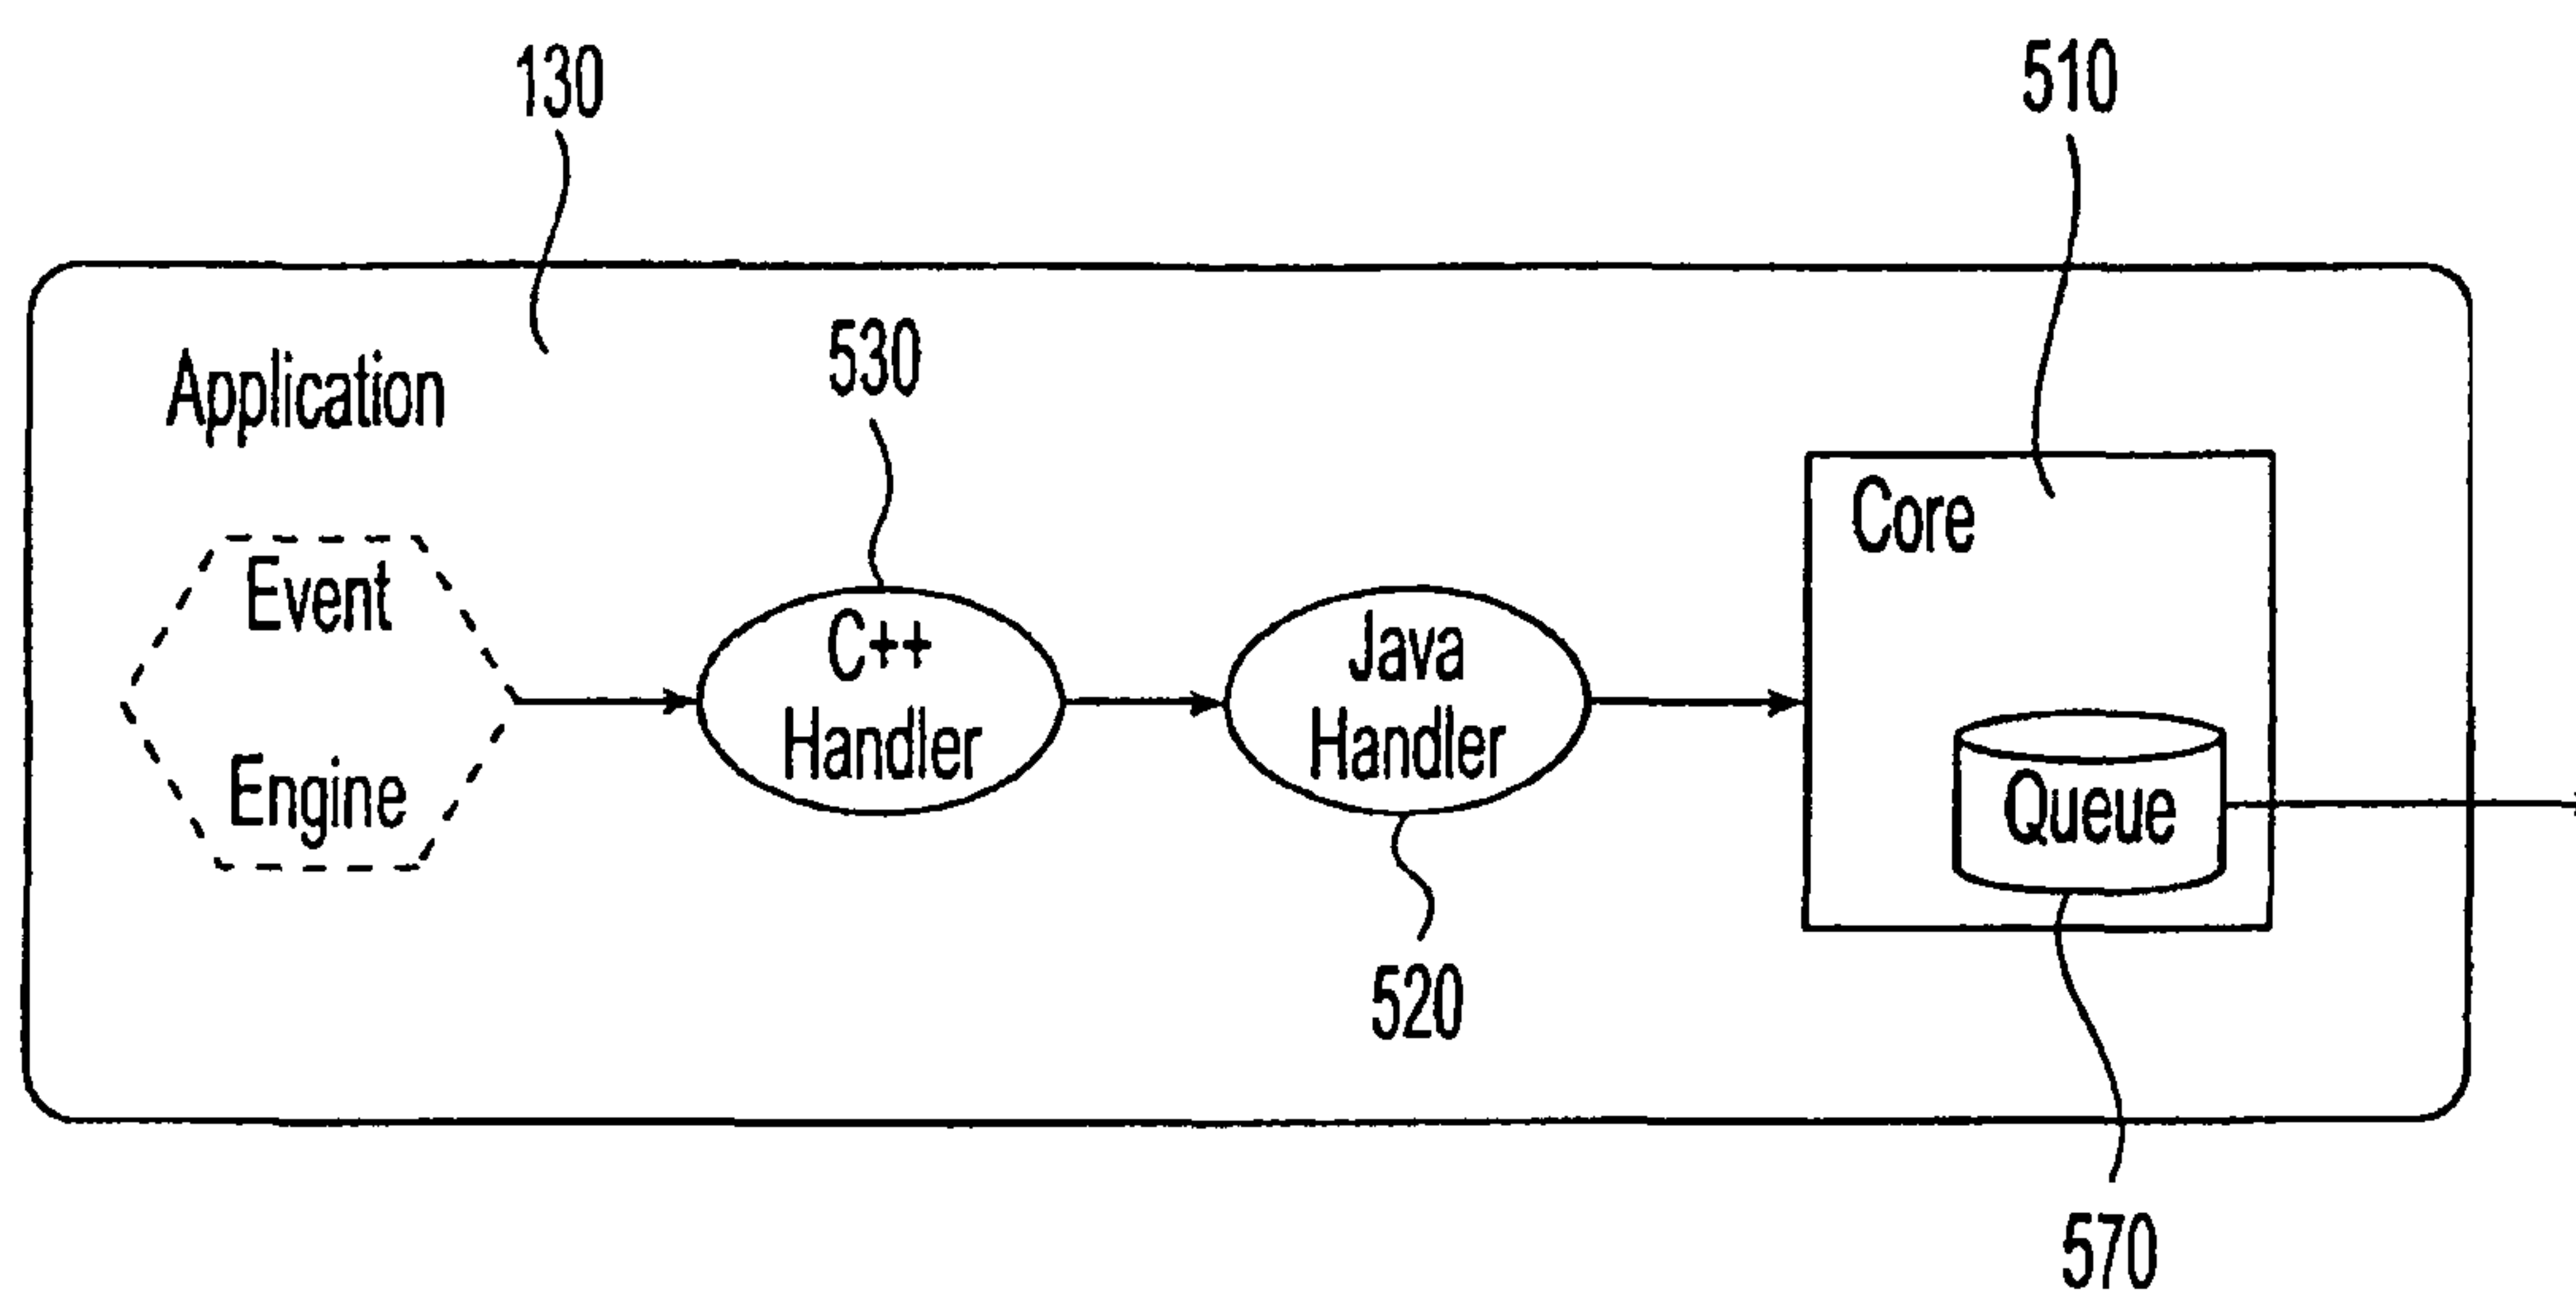 130
510
Application
530
Core
Event
Engine
C++
Handler
Java
Handler
Queue
520
570